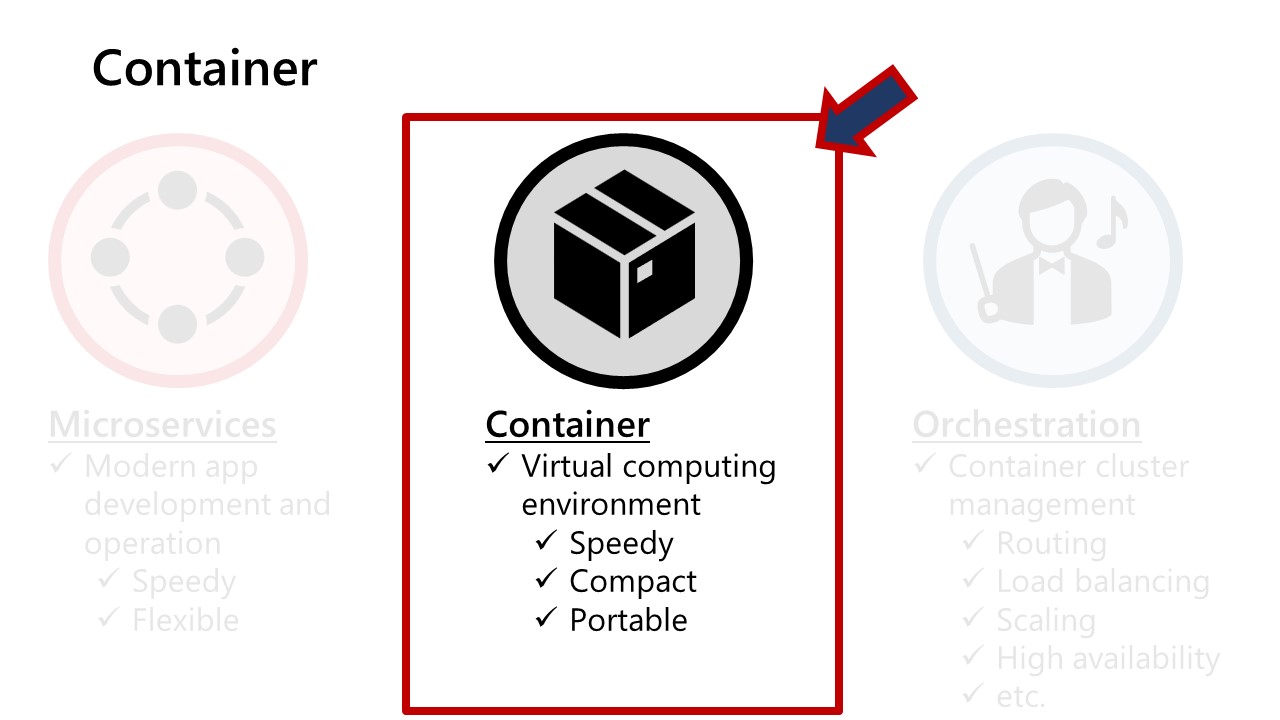 Container
Microservices
✓ Modern app
development and
operation
✓ Speedy
✓ Flexible
Container
✓ Virtual computing
environment
✓ Speedy
✓ Compact
✓ Portable
Orchestration
✓ Container cluster
management
✓ Routing
✓ Load balancing
✓ Scaling
✓ High availability
✓ etc.